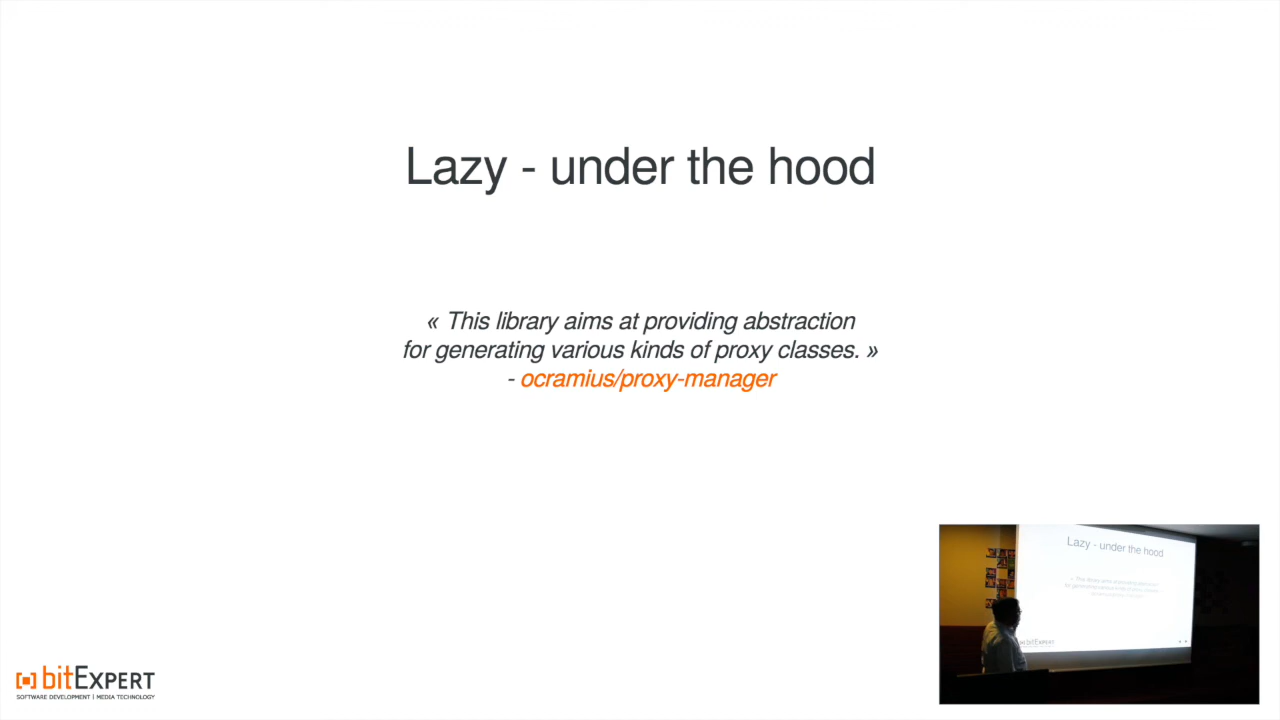 Lazy - under the hood
« This library aims at providing abstraction
for generating various kinds of proxy classes. »
- ocramius/proxy-manager
bitExpert
SOFTWARE DEVELOPMENT | MEDIA TECHNOLOGY
Lazy - under the hood
bitExpert